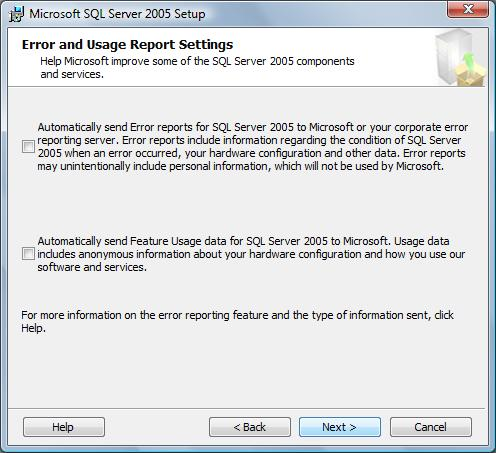 Microsoft SQL Server 2005 Setup
Error and Usage Report Settings
Help Microsoft improve some of the SQL Server 2005 components
and services.
Automatically send Error reports for SQL Server 2005 to Microsoft or your corporate error
reporting server. Error reports include information regarding the condition of SQL Server
2005 when an error occurred, your hardware configuration and other data. Error reports
may unintentionally include personal information, which will not be used by Microsoft.
Automatically send Feature Usage data for SQL Server 2005 to Microsoft. Usage data
includes anonymous information about your hardware configuration and how you use our
software and services.
For more information on the error reporting feature and the type of information sent, click
Help.
Help
< Back
Next >
Cancel